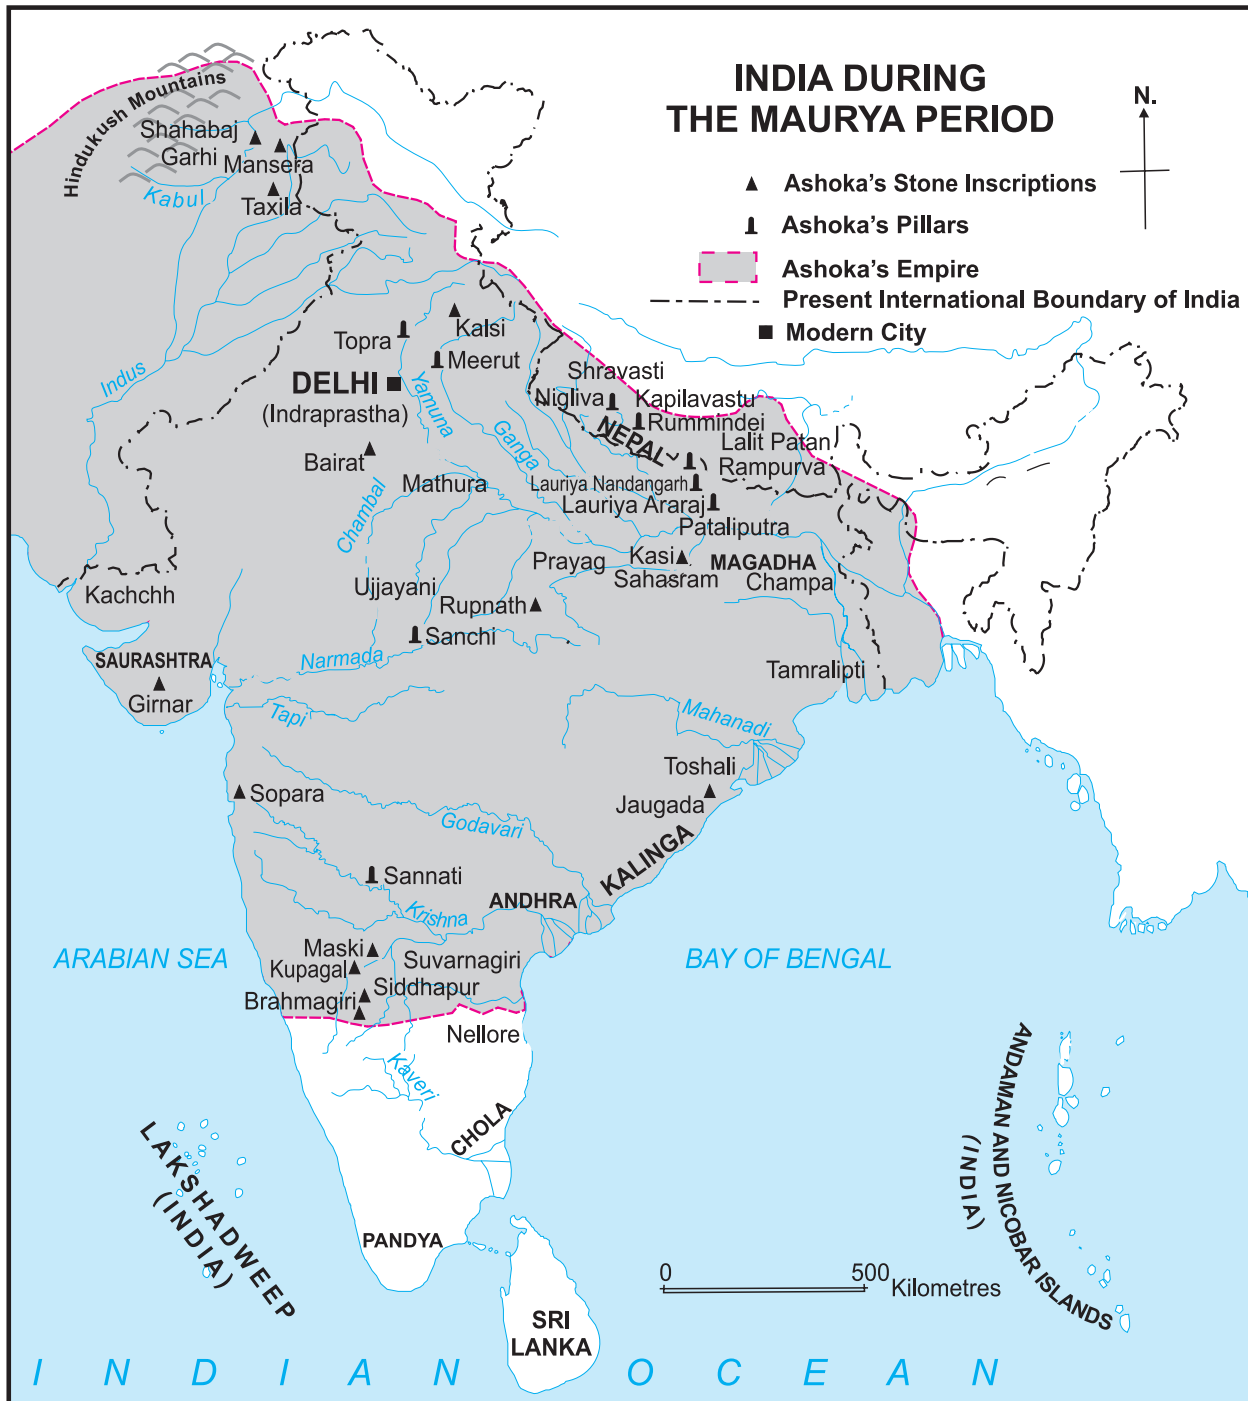 INDIA DURING
THE MAURYA PERIOD
N.
Ashoka's Stone Inscriptions
Ashoka's Pillars
Ashoka's Empire
Present International Boundary of India
Modern City
Hindukush Mountains
Shahabaj
Garhi
Mansera
Kabul
Taxila
Indus
Topra
Kalsi
Meerut
DELHI
(Indraprastha)
Yamuna
Ganga
Shravasti
Nigliva
Kapilavastu
Rummindei
NEPAL
Lalit Patan
Rampurva
Bairat
Mathura
Chambal
Lauriya Nandangarh
Lauriya Araraj
Pataliputra
Prayag
Kasi
MAGADHA
Sahasram
Champa
Kachchh
Ujjayani
Rupnath
Sanchi
SAURASHTRA
Narmada
Girnar
Tamralipti
Tapi
Mahanadi
Toshali
Sopara
Jaugada
Godavari
KALINGA
Sannati
ANDHRA
Krishna
ARABIAN SEA
Maski
Suvarnagiri
BAY OF BENGAL
Kupagal
Siddhapur
Brahmagiri
Nellore
Kaveri
CHOLA
LAKSHADWEEP
(INDIA)
ANDAMAN AND NICOBAR ISLANDS
(INDIA)
PANDYA
0 500 Kilometres
SRI
LANKA
INDIAN OCEAN